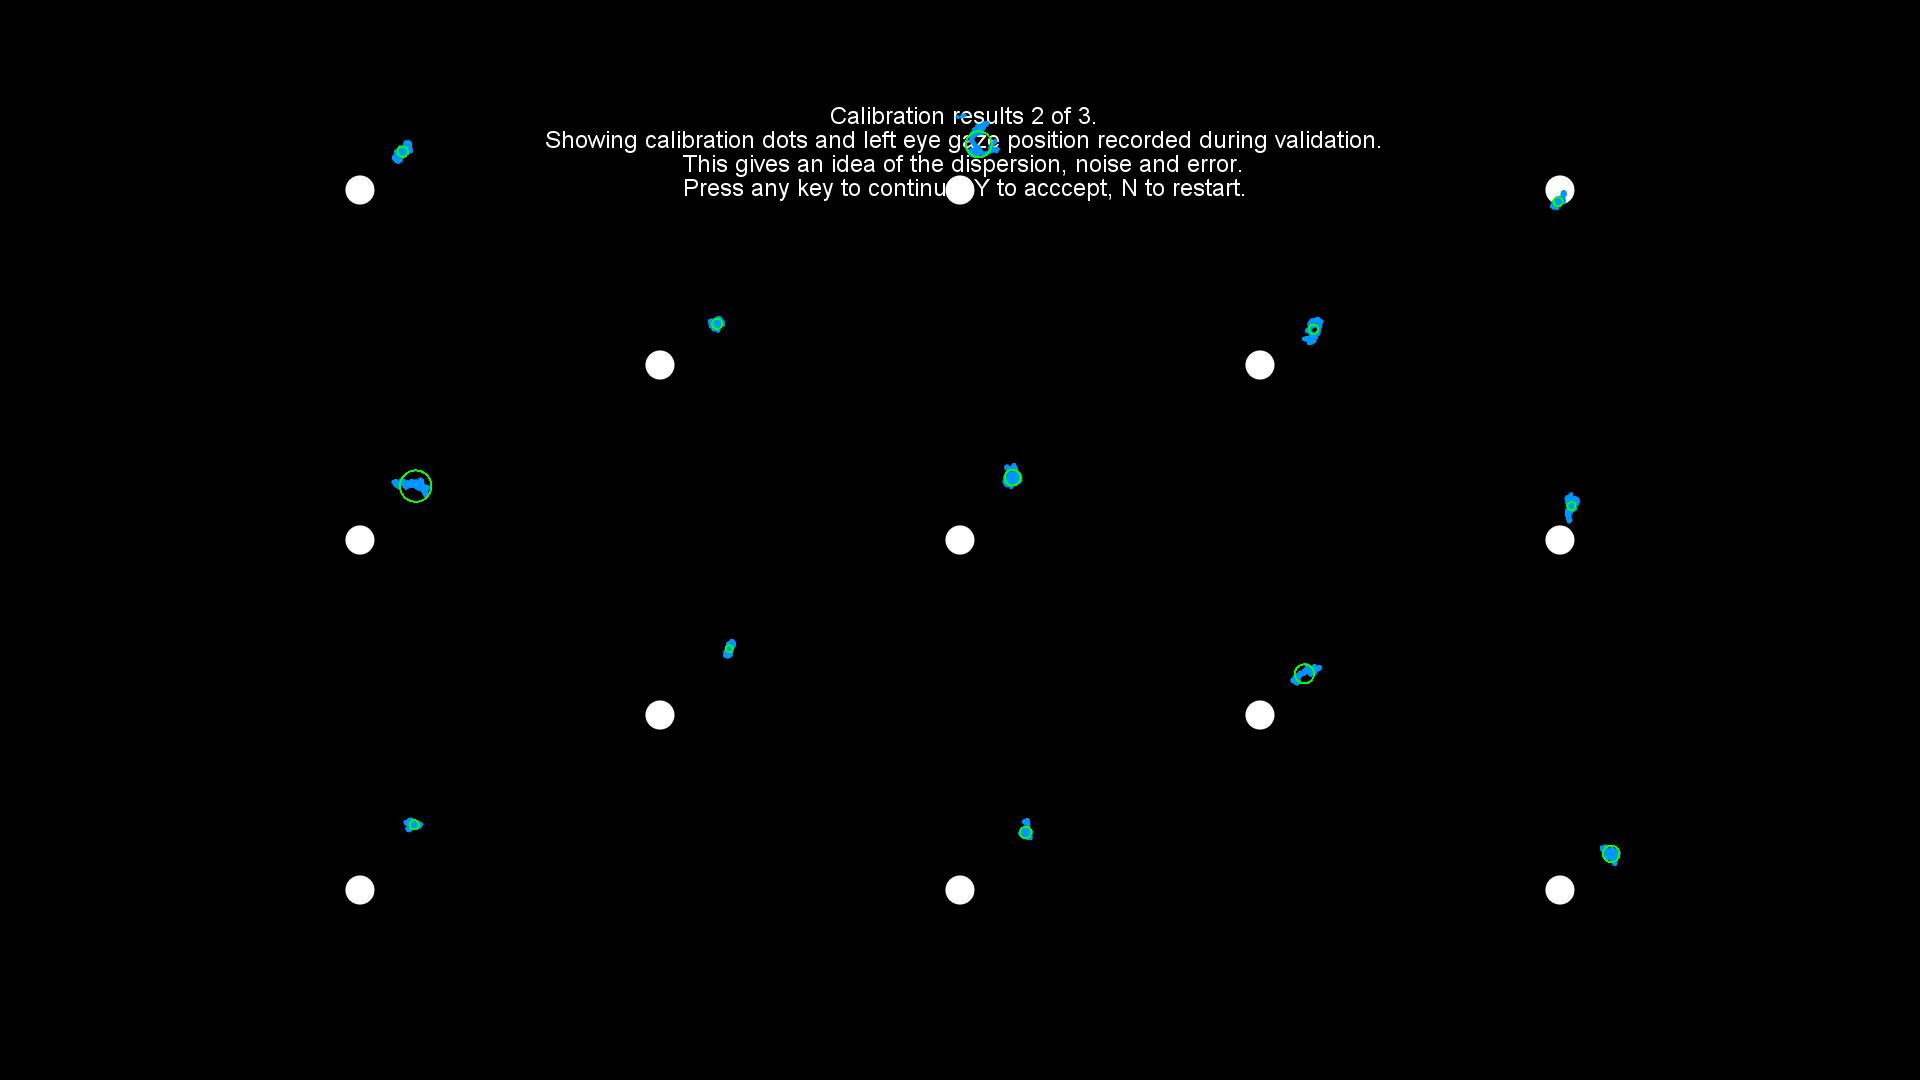 Calibration results 2 of 3.
Showing calibration dots and left eye gaze position recorded during validation.
This gives an idea of the dispersion, noise and error.
Press any key to continue, Y to acccept, N to restart.